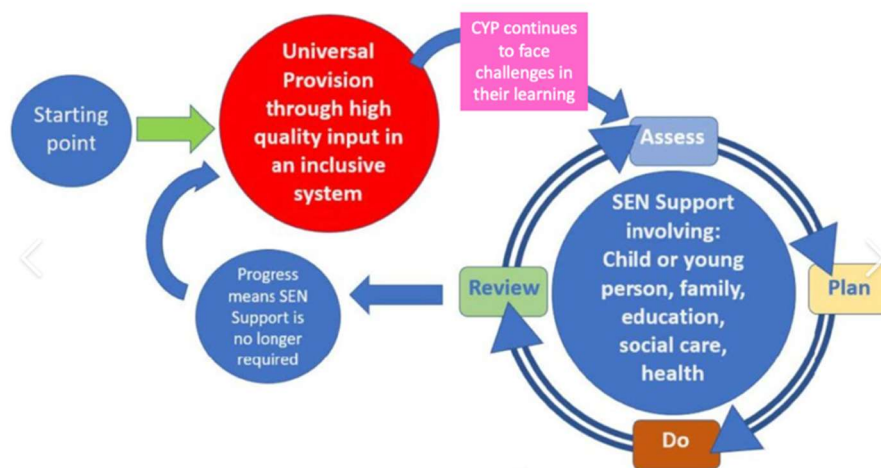 Starting
point
Universal
Provision
through high
quality input in
an inclusive
system
CYP continues
to face
challenges in
their learning
Assess
Plan
Do
Review
SEN Support
involving:
Child or young
person, family,
education,
social care,
health
Progress
means SEN
Support is
no longer
required